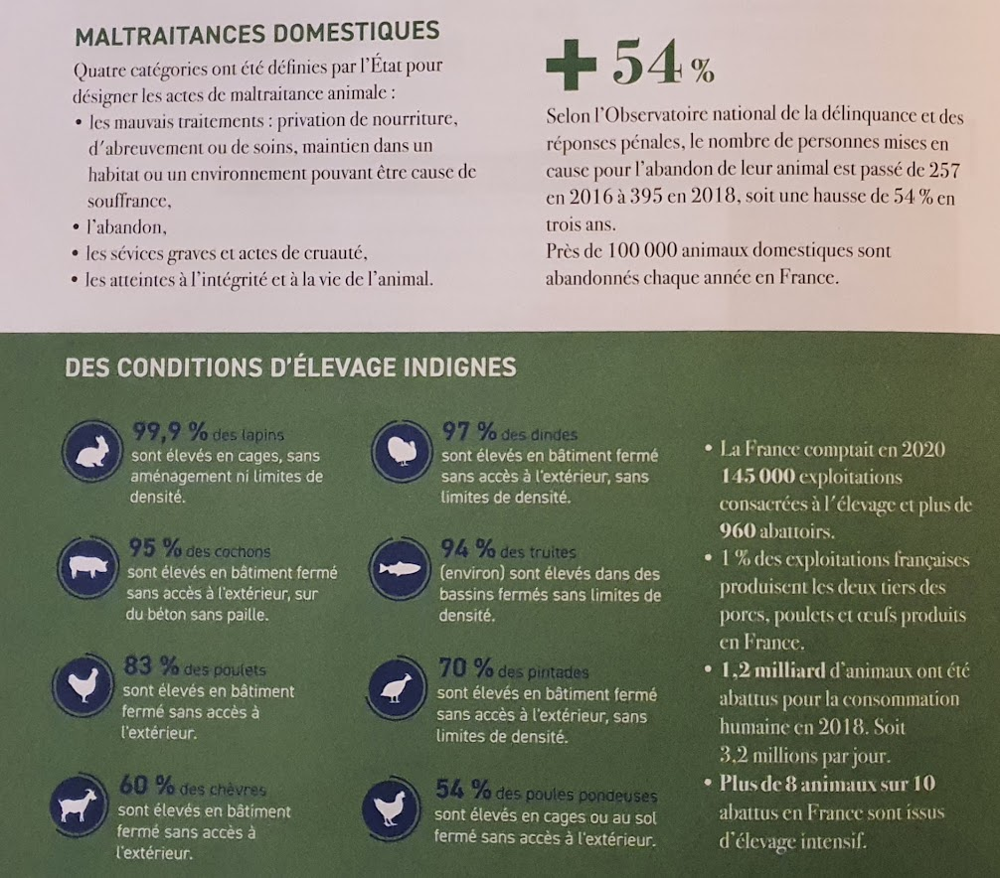 MALTRAITANCES DOMESTIQUES
Quatre catégories ont été définies par l'État pour
désigner les actes de maltraitance animale :
• les mauvais traitements : privation de nourriture,
d'abreuvement ou de soins, maintien dans un
habitat ou un environnement pouvant être cause de
souffrance,
• l'abandon,
• les sévices graves et actes de cruauté,
• les atteintes à l'intégrité et à la vie de l'animal.
+ 54 %
Selon l'Observatoire national de la délinquance et des
réponses pénales, le nombre de personnes mises en
cause pour l'abandon de leur animal est passé de 257
en 2016 à 395 en 2018, soit une hausse de 54 % en
trois ans.
Près de 100 000 animaux domestiques sont
abandonnés chaque année en France.
DES CONDITIONS D'ÉLEVAGE INDIGNES
99,9 % des lapins
sont élevés en cages, sans
aménagement ni limites de
densité.
95 % des cochons
sont élevés en bâtiment fermé
sans accès à l'extérieur, sur
du béton sans paille.
83 % des poulets
sont élevés en bâtiment
fermé sans accès à
l'extérieur.
60 % des chèvres
sont élevés en bâtiment
fermé sans accès à
l'extérieur.
97 % des dindes
sont élevés en bâtiment fermé
sans accès à l'extérieur, sans
limites de densité.
94 % des truites
(environ) sont élevés dans des
bassins fermés sans limites de
densité.
70 % des pintades
sont élevés en bâtiment fermé
sans accès à l'extérieur, sans
limites de densité.
54 % des poules pondeuses
sont élevés en cages ou au sol
fermé sans accès à l'extérieur.
• La France comptait en 2020
145 000 exploitations
consacrées à l'élevage et plus de
960 abattoirs.
• 1 % des exploitations françaises
produisent les deux tiers des
porcs, poulets et œufs produits
en France.
• 1,2 milliard d'animaux ont été
abattus pour la consommation
humaine en 2018. Soit
3,2 millions par jour.
• Plus de 8 animaux sur 10
abattus en France sont issus
d'élevage intensif.